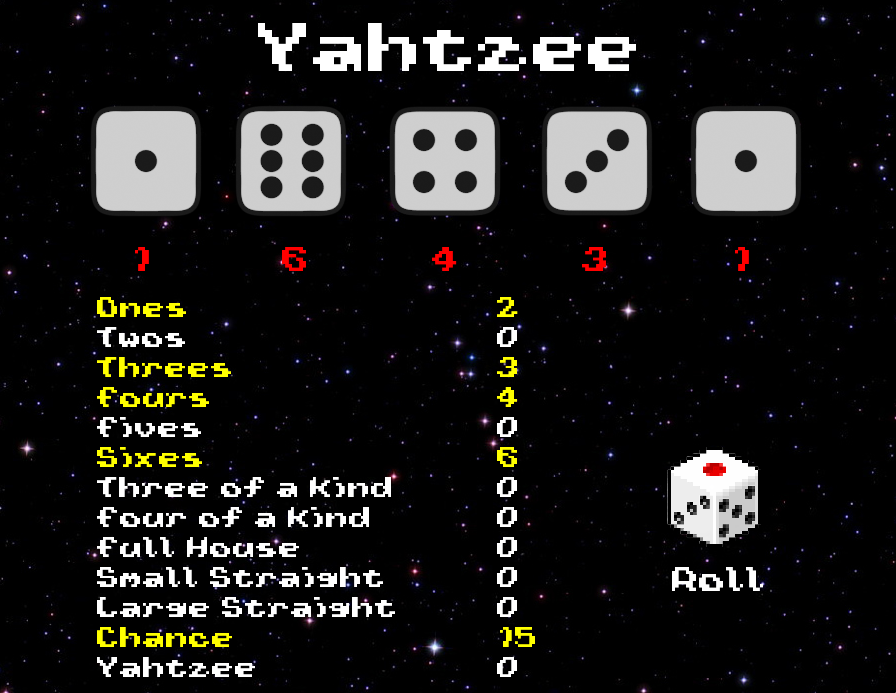 Yahtzee
1 6 4 3 1
Ones 2
Twos 0
Threes 3
Fours 4
Fives 0
Sixes 6
Three of a Kind 0
Four of a Kind 0
Full House 0
Small Straight 0
Large Straight 0
Roll
Chance 15
Yahtzee 0